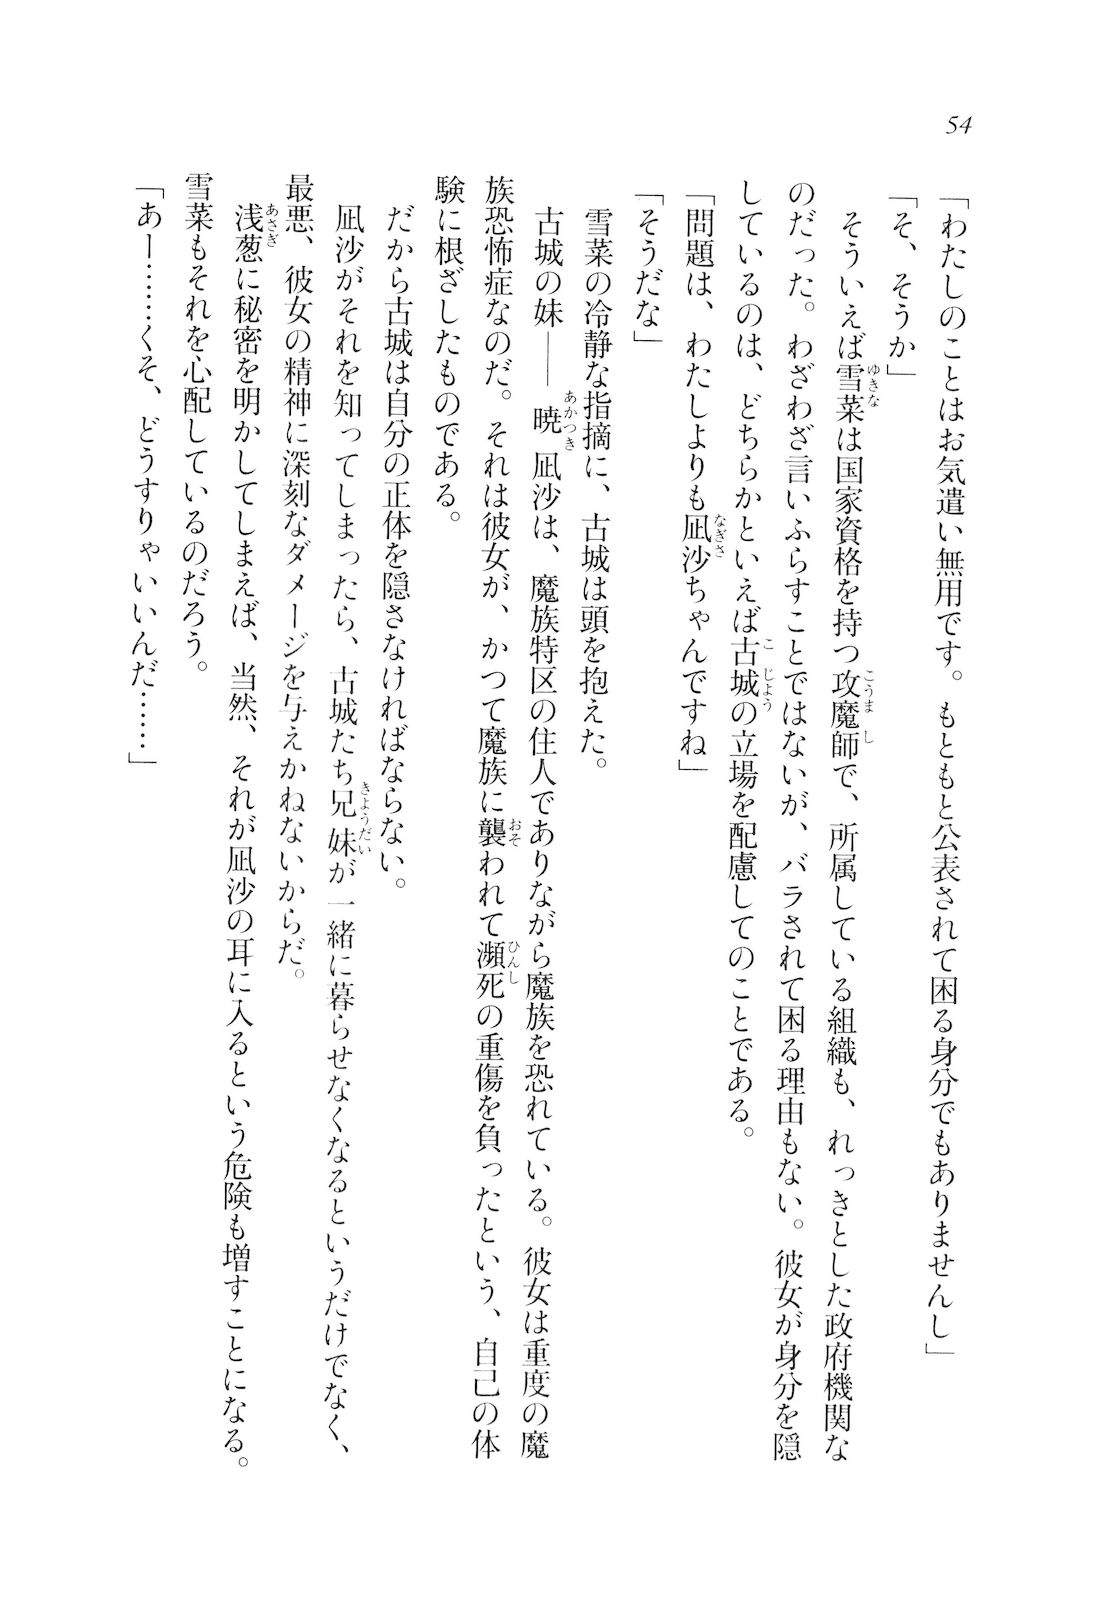 54
「わたしのことはお気遣い無用です。もともと公表されて困る身分でもありませんし」
「そ、そうか」
そういえば雪菜は国家資格を持つ攻魔師で、所属している組織も、れっきとした政府機関な
のだった。わざわざ言いふらすことではないが、バラされて困る理由もない。彼女が身分を隠
しているのは、どちらかといえば古城の立場を配慮してのことである。
「問題は、わたしよりも凪沙ちゃんですね」
「そうだな」
雪菜の冷静な指摘に、古城は頭を抱えた。
古城の妹――暁凪沙は、魔族特区の住人でありながら魔族を恐れている。彼女は重度の魔
族恐怖症なのだ。それは彼女が、かつて魔族に襲われて瀕死の重傷を負ったという、自己の体
験に根ざしたものである。
だから古城は自分の正体を隠さなければならない。
凪沙がそれを知ってしまったら、古城たち兄妹が一緒に暮らせなくなるというだけでなく、
最悪、彼女の精神に深刻なダメージを与えかねないからだ。
浅葱に秘密を明かしてしまえば、当然、それが凪沙の耳に入るという危険も増すことになる。
雪菜もそれを心配しているのだろう。
「あー……くそ、どうすりゃいいんだ……」